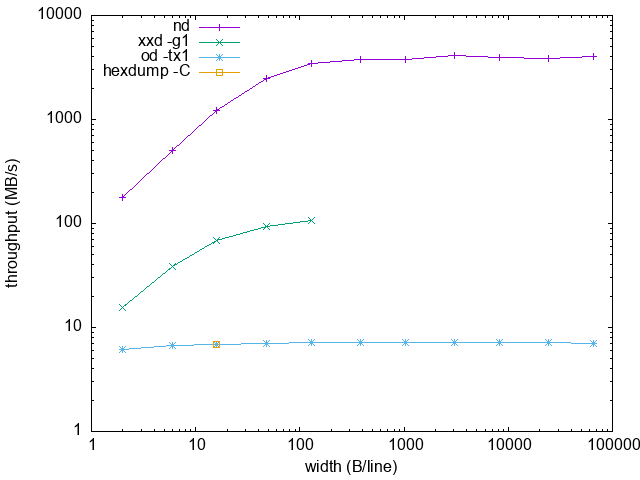 10000
1000
100
10
1
throughput (MB/s)
nd
xxd -g1
od -tx1
hexdump -C
1
10
100
1000
10000
100000
width (B/line)